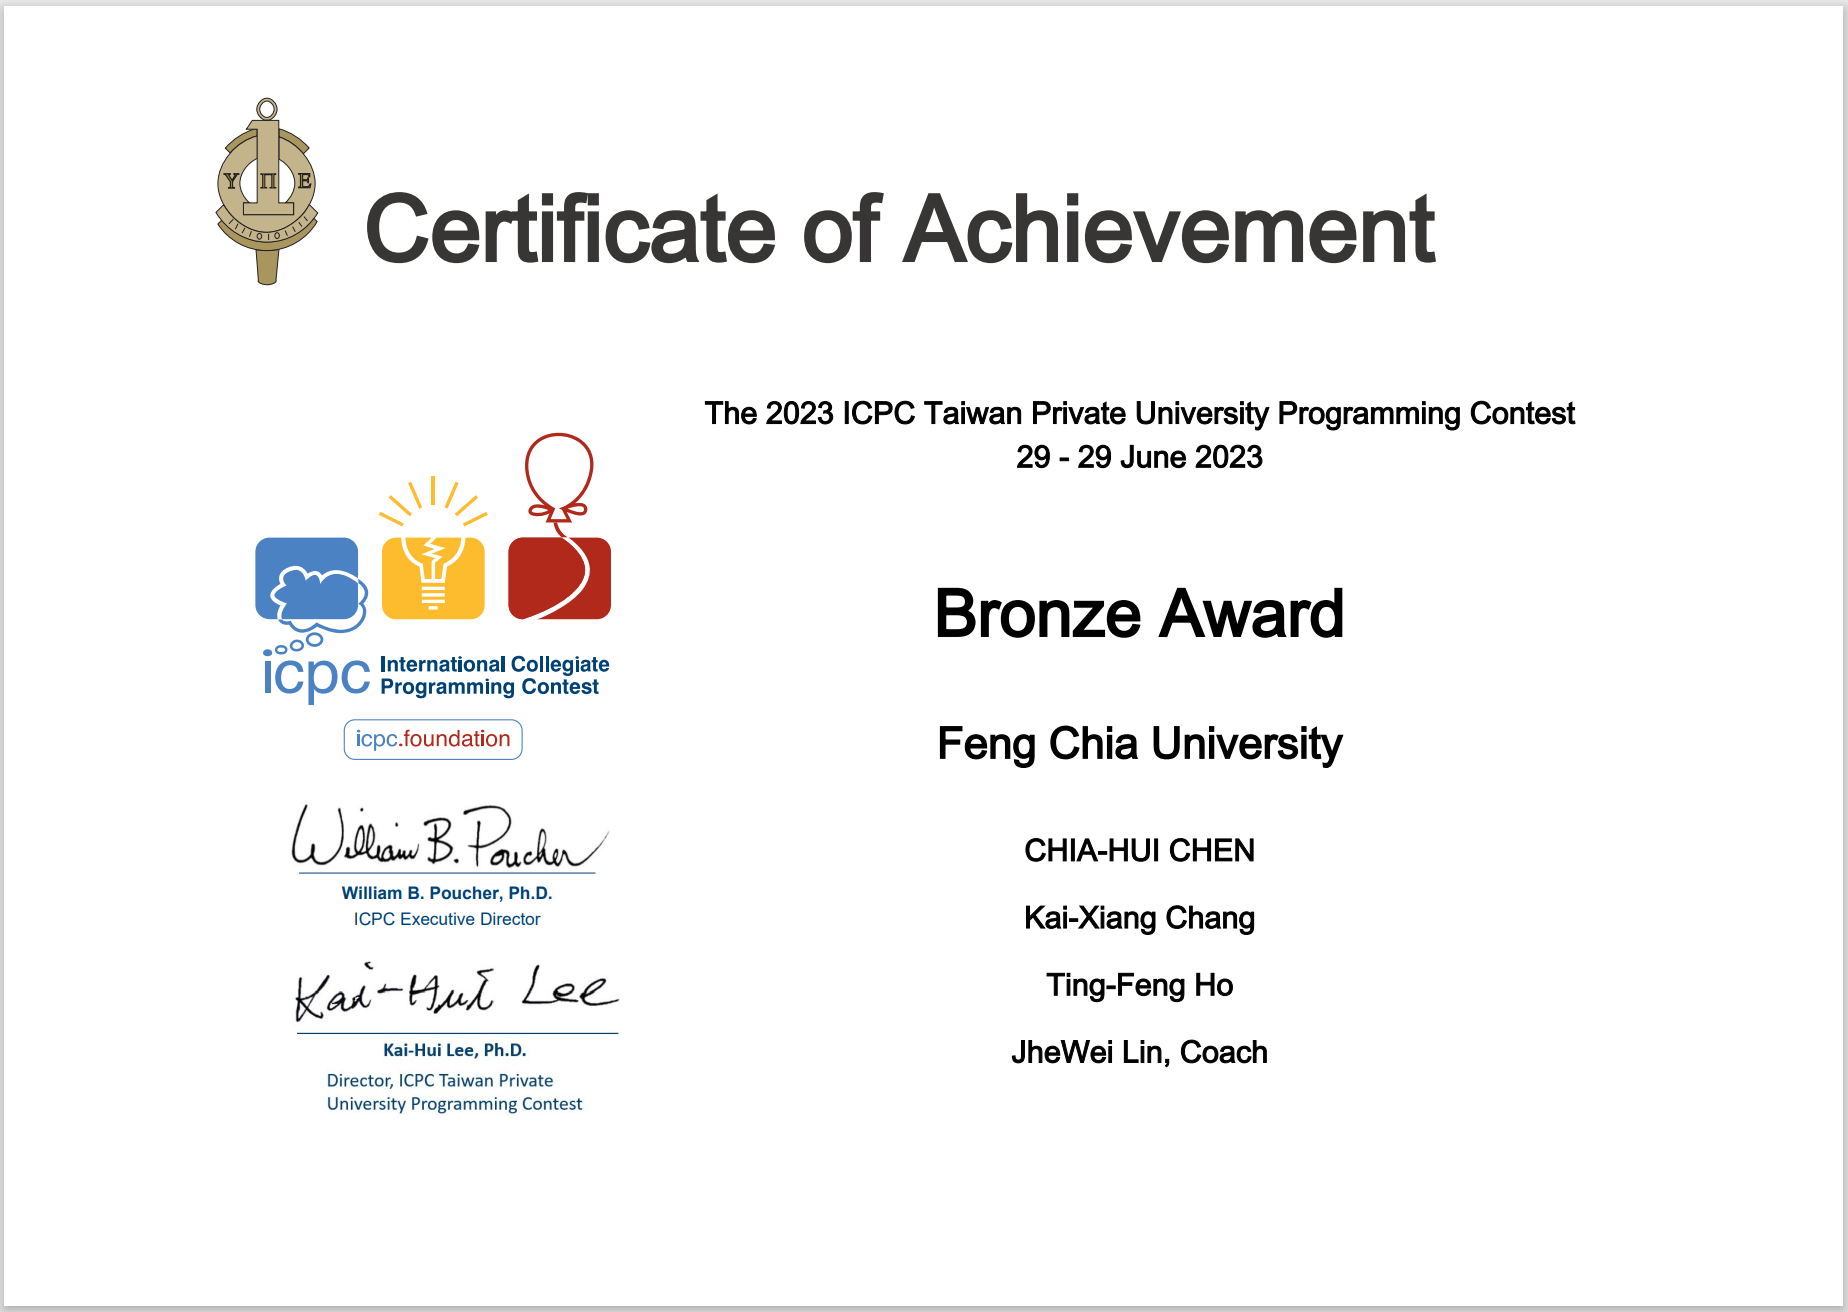 Υ Π Ε
Certificate of Achievement
The 2023 ICPC Taiwan Private University Programming Contest
29 - 29 June 2023
Bronze Award
Feng Chia University
CHIA-HUI CHEN
Kai-Xiang Chang
Ting-Feng Ho
JheWei Lin, Coach
icpc International Collegiate
Programming Contest
icpc.foundation
William B. Poucher
William B. Poucher, Ph.D.
ICPC Executive Director
Kai-Hui Lee
Kai-Hui Lee, Ph.D.
Director, ICPC Taiwan Private
University Programming Contest